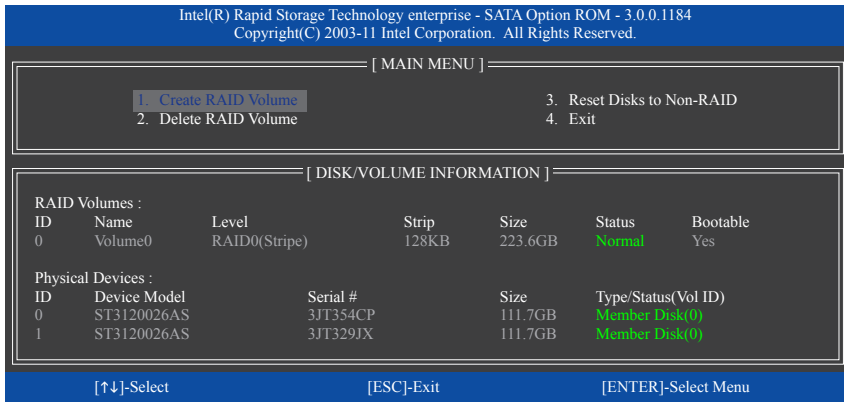 Intel(R) Rapid Storage Technology enterprise - SATA Option ROM - 3.0.0.1184
Copyright(C) 2003-11 Intel Corporation. All Rights Reserved.
[ MAIN MENU ]
1. Create RAID Volume 3. Reset Disks to Non-RAID
2. Delete RAID Volume 4. Exit
[ DISK/VOLUME INFORMATION ]
RAID Volumes :
ID Name Level Strip Size Status Bootable
0 Volume0 RAID0(Stripe) 128KB 223.6GB Normal Yes
Physical Devices :
ID Device Model Serial # Size Type/Status(Vol ID)
0 ST3120026AS 3JT354CP 111.7GB Member Disk(0)
1 ST3120026AS 3JT329JX 111.7GB Member Disk(0)
[↑↓]-Select [ESC]-Exit [ENTER]-Select Menu